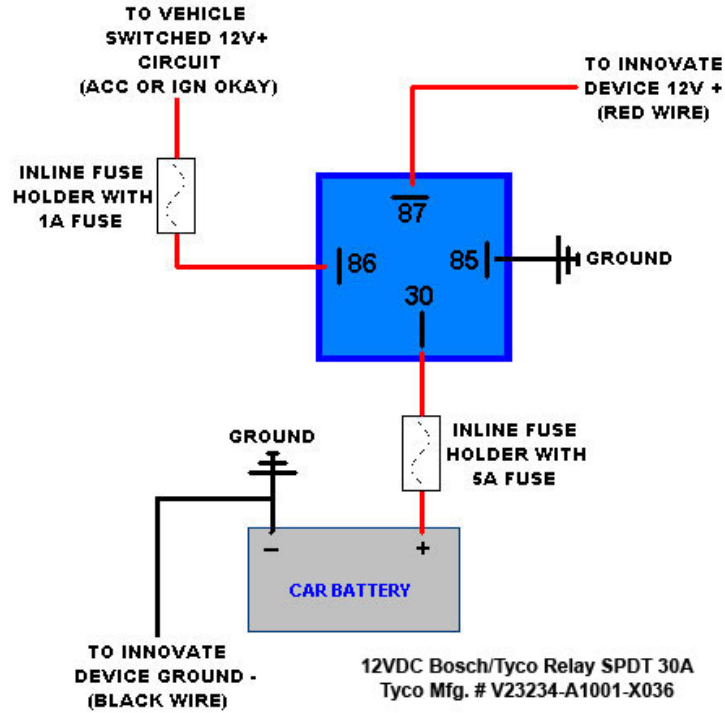 TO VEHICLE
SWITCHED 12V+
CIRCUIT
(ACC OR IGN OKAY)
TO INNOVATE
DEVICE 12V +
(RED WIRE)
INLINE FUSE
HOLDER WITH
1A FUSE
87
86
85
30
GROUND
GROUND
INLINE FUSE
HOLDER WITH
5A FUSE
– +
CAR BATTERY
TO INNOVATE
DEVICE GROUND -
(BLACK WIRE)
12VDC Bosch/Tyco Relay SPDT 30A
Tyco Mfg. # V23234-A1001-X036